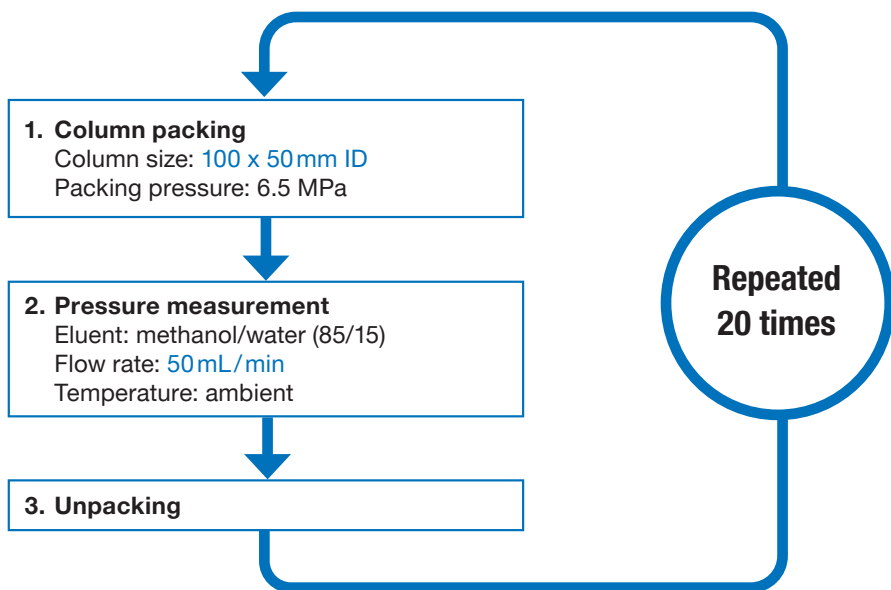 1. Column packing
Column size: 100 x 50 mm ID
Packing pressure: 6.5 MPa
2. Pressure measurement
Eluent: methanol/water (85/15)
Flow rate: 50 mL/min
Temperature: ambient
3. Unpacking
Repeated
20 times